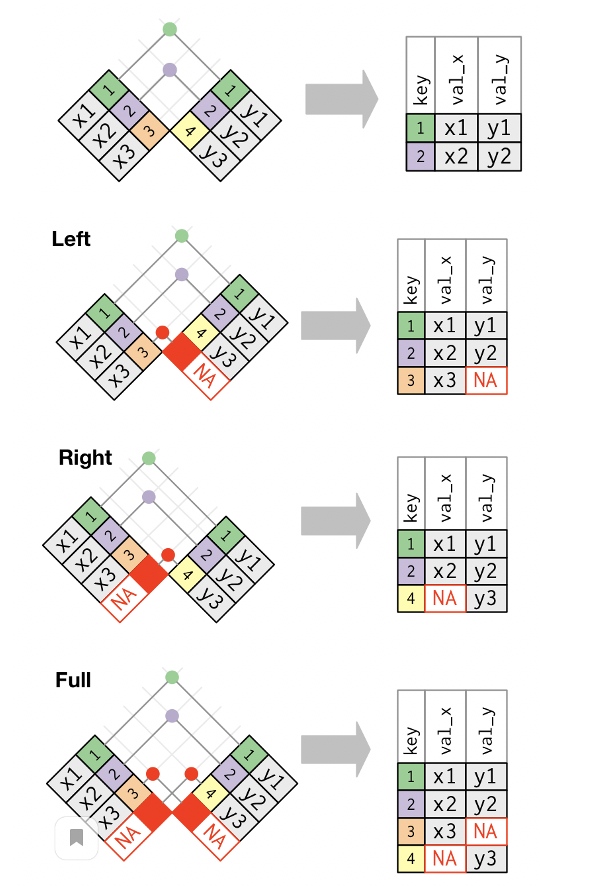 1 1
x1 2 2 y1
x2 3 4 y2
x3 y3
key val_x val_y
1 x1 y1
2 x2 y2
Left
1 1
x1 2 2 y1
x2 3 4 y2
x3 y3
NA
key val_x val_y
1 x1 y1
2 x2 y2
3 x3 NA
Right
1 1
x1 2 2 y1
x2 3 4 y2
x3 y3
NA
key val_x val_y
1 x1 y1
2 x2 y2
4 NA y3
Full
1 1
x1 2 2 y1
x2 3 4 y2
x3 y3
NA NA
key val_x val_y
1 x1 y1
2 x2 y2
3 x3 NA
4 NA y3